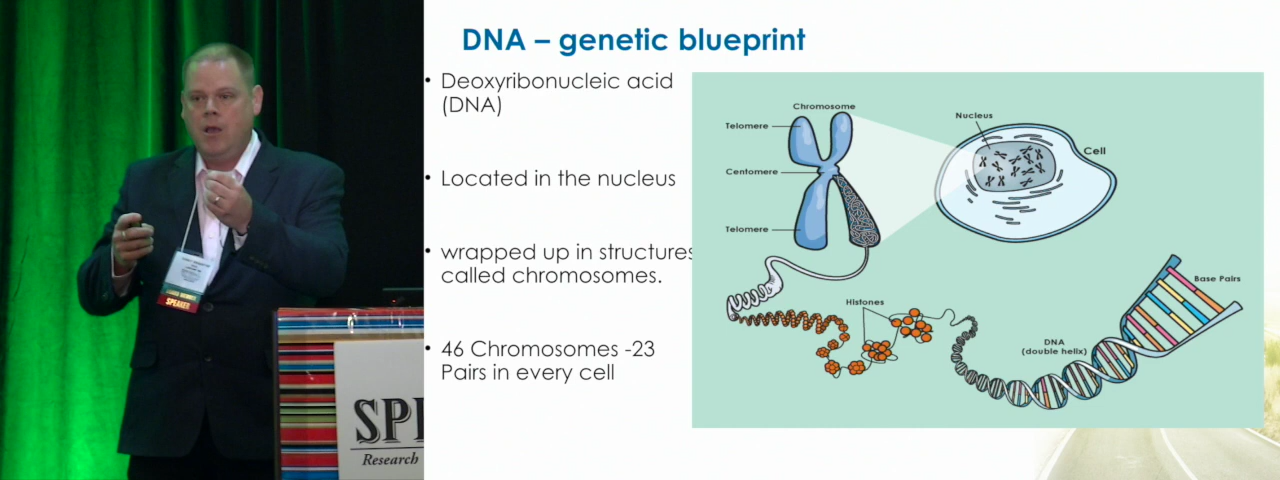 DNA – genetic blueprint
• Deoxyribonucleic acid
(DNA)
• Located in the nucleus
• wrapped up in structures
called chromosomes.
• 46 Chromosomes -23
Pairs in every cell
Chromosome
Telomere
Centomere
Telomere
Nucleus
Cell
Histones
DNA
(double helix)
Base Pairs
SPEAKER
SPE
Research